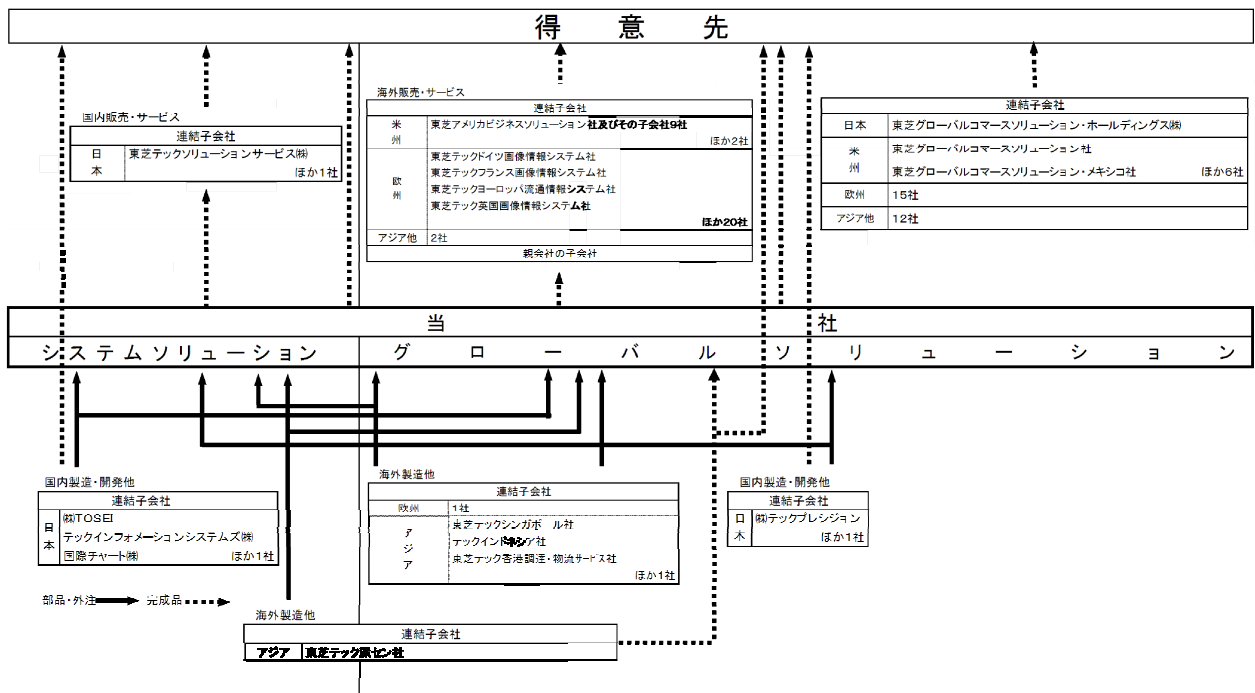 得意先
国内販売・サービス
連結子会社
日本
東芝テックソリューションサービス㈱
ほか1社
海外販売・サービス
連結子会社
米州
東芝アメリカビジネスソリューション社及びその子会社9社
ほか2社
欧州
東芝テックドイツ画像情報システム社
東芝テックフランス画像情報システム社
東芝テックヨーロッパ流通情報システム社
東芝テック英国画像情報システム社
ほか20社
アジア他 2社
親会社の子会社
連結子会社
日本 東芝グローバルコマースソリューション・ホールディングス㈱
米州
東芝グローバルコマースソリューション社
東芝グローバルコマースソリューション・メキシコ社 ほか6社
欧州 15社
アジア他 12社
当社
システムソリューション グローバルソリューション
国内製造・開発他
連結子会社
日本
㈱TOSEI
テックインフォメーションシステムズ㈱
国際チャート㈱ ほか1社
海外製造他
連結子会社
欧州 1社
アジア
東芝テックシンガポール社
テックインドネシア社
東芝テック香港調達・物流サービス社
ほか1社
国内製造・開発他
連結子会社
日本
㈱テックプレシジョン
ほか1社
部品・外注 完成品
海外製造他
連結子会社
アジア 東芝テック深セン社